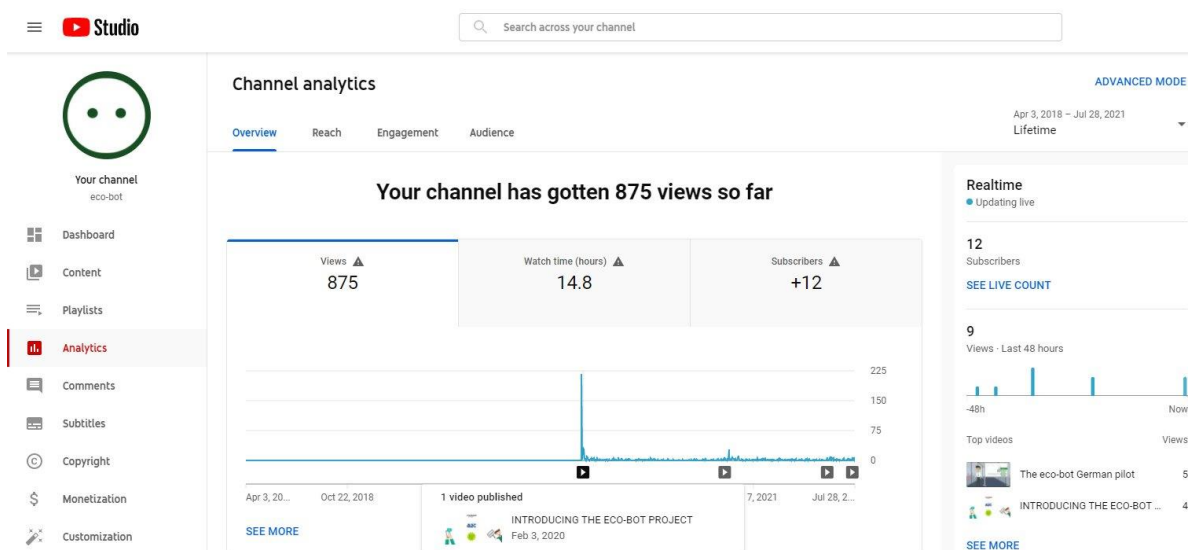 Studio
Search across your channel
Your channel
eco-bot
Dashboard
Content
Playlists
Analytics
Comments
Subtitles
Copyright
Monetization
Customization
Channel analytics
ADVANCED MODE
Overview Reach Engagement Audience
Apr 3, 2018 – Jul 28, 2021
Lifetime
Your channel has gotten 875 views so far
Views
875
Watch time (hours)
14.8
Subscribers
+12
225
150
75
0
Apr 3, 20... Oct 22, 2018 7, 2021 Jul 28, 2...
1 video published
INTRODUCING THE ECO-BOT PROJECT
Feb 3, 2020
SEE MORE
Realtime
Updating live
12
Subscribers
SEE LIVE COUNT
9
Views · Last 48 hours
-48h Now
Top videos Views
The eco-bot German pilot 5
INTRODUCING THE ECO-BOT ... 4
SEE MORE